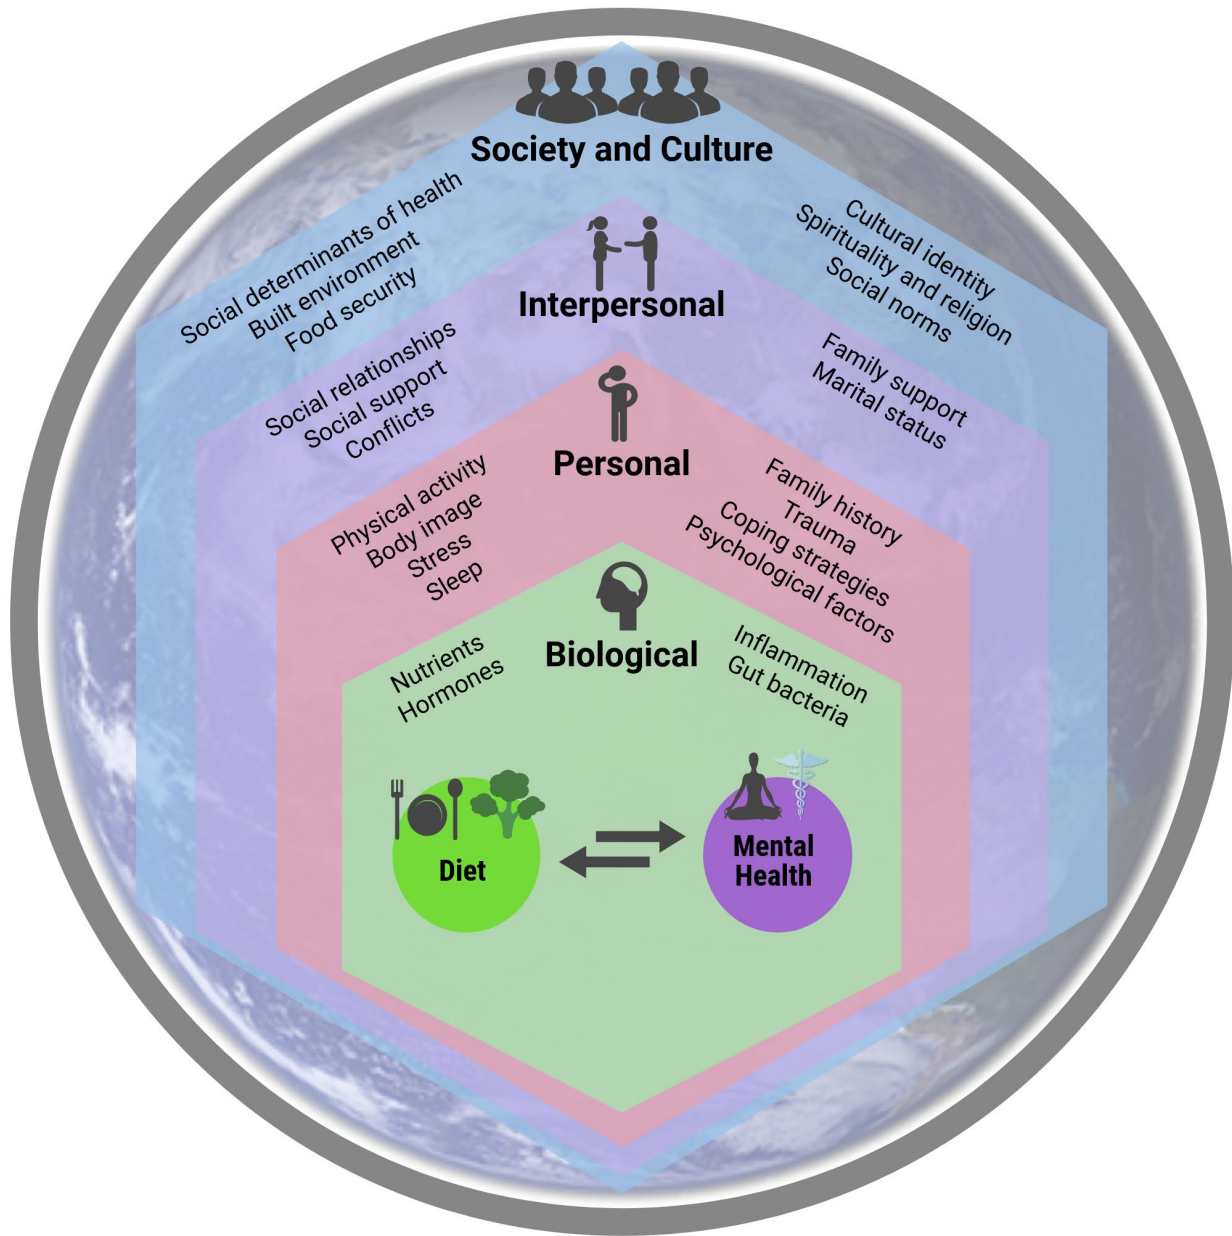 Society and Culture
Social determinants of health
Built environment
Food security
Cultural identity
Spirituality and religion
Social norms
Interpersonal
Social relationships
Social support
Conflicts
Family support
Marital status
Personal
Physical activity
Body image
Stress
Sleep
Family history
Trauma
Coping strategies
Psychological factors
Biological
Nutrients
Hormones
Inflammation
Gut bacteria
Diet
Mental
Health